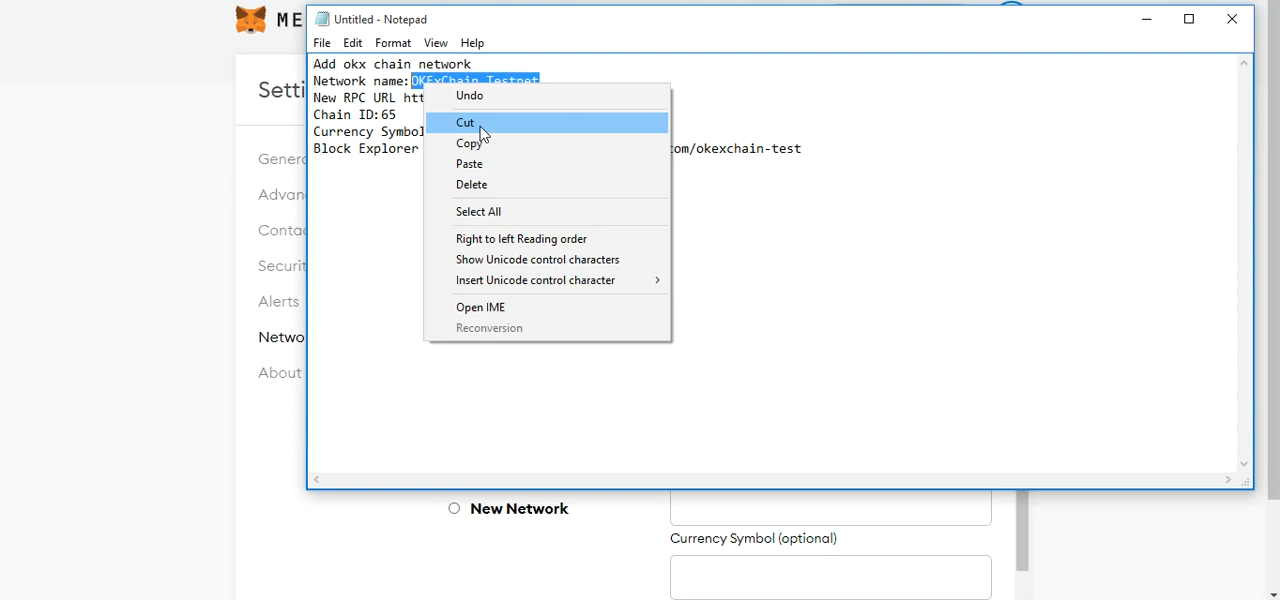 ME
Untitled - Notepad
File Edit Format View Help
Add okx chain network
Network name:OKExChain Testnet
New RPC URL htt
Chain ID:65
Currency Symbol
Block Explorer om/okexchain-test
Undo
Cut
Copy
Paste
Delete
Select All
Right to left Reading order
Show Unicode control characters
Insert Unicode control character
Open IME
Reconversion
Setti
Genera
Advan
Contac
Securit
Alerts
Netwo
About
New Network
Currency Symbol (optional)